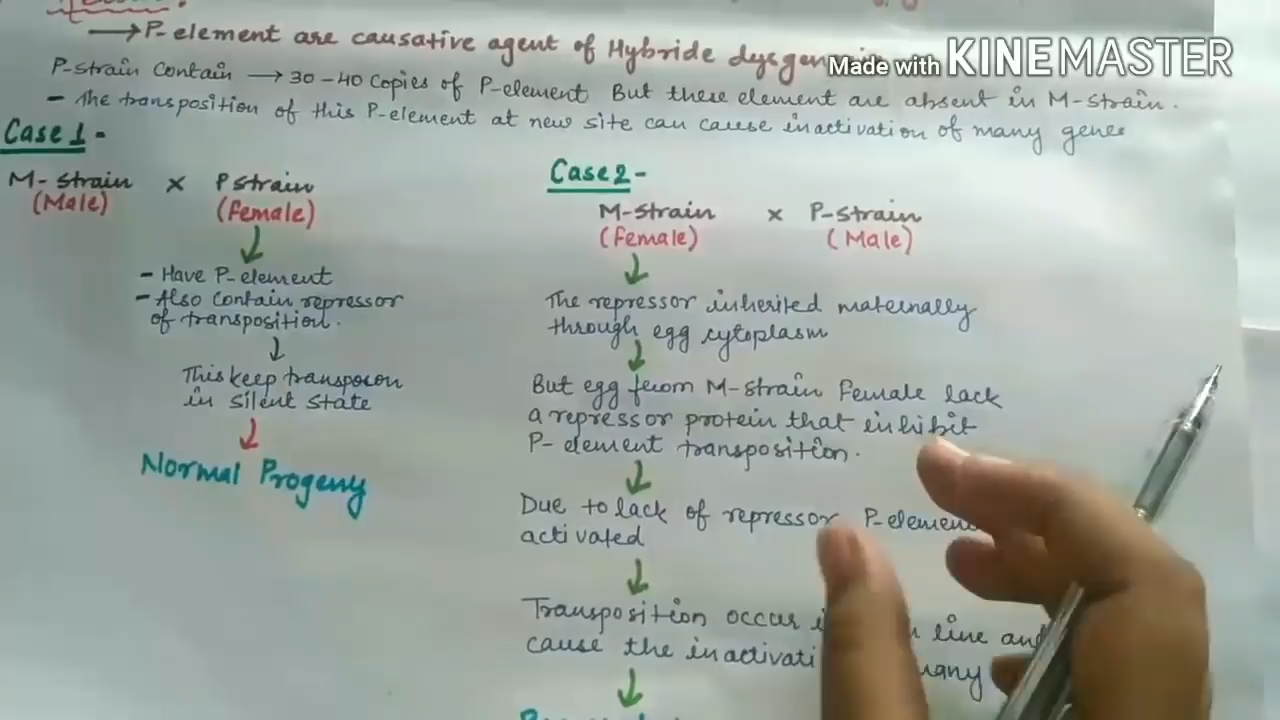 → P-element are causative agent of Hybride
Made with KINEMASTER
P-strain contain → 30-40 copies of P-element But these element are absent in M-strain.
- The transposition of this P-element at new site can cause inactivation of many genes
Case 1 -
M-strain × P strain
(Male) (Female)
↓
- Have P-element
- Also contain repressor
of transposition.
↓
This keep transposon
in silent state
↓
Normal Progeny
Case 2 -
M-strain × P-strain
(Female) (Male)
↓
The repressor inherited maternally
through egg cytoplasm
↓
But egg from M-strain Female lack
a repressor protein that inhibit
P-element transposition.
↓
Due to lack of repressor P-element
activated
↓
Transposition occur line and
cause the many
↓